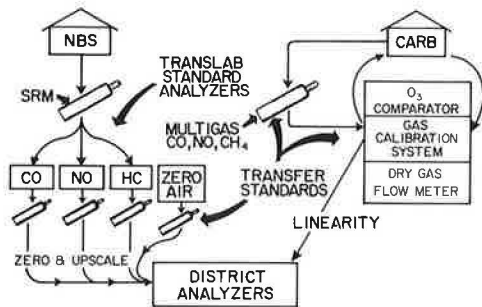 NBS
CARB
TRANSLAB
STANDARD
ANALYZERS
SRM
MULTIGAS
CO, NO, CH4
O3
COMPARATOR
GAS
CALIBRATION
SYSTEM
DRY GAS
FLOW METER
TRANSFER
STANDARDS
CO
NO
HC
ZERO
AIR
LINEARITY
ZERO & UPSCALE
DISTRICT
ANALYZERS